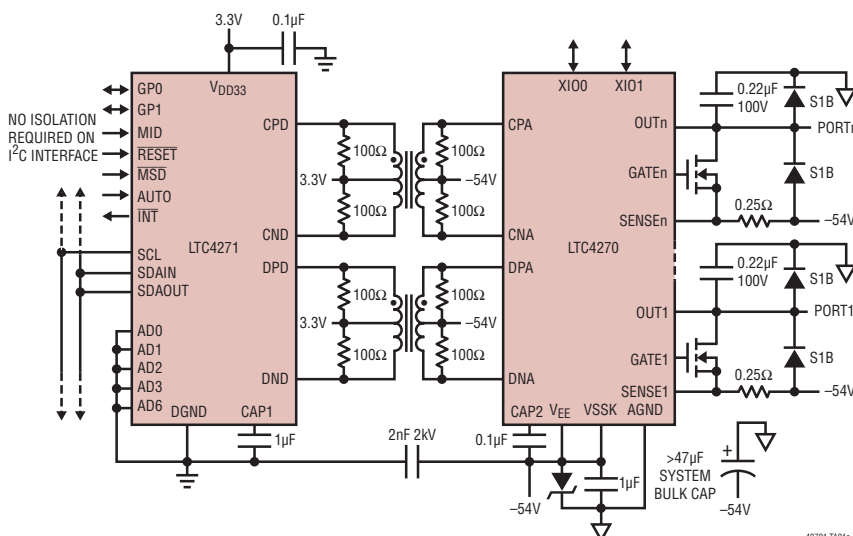 3.3V
0.1µF
VDD33
GP0
GP1
MID
RESET
MSD
AUTO
INT
NO ISOLATION
REQUIRED ON
I2C INTERFACE
SCL
SDAIN
SDAOUT
AD0
AD1
AD2
AD3
AD6
LTC4271
CPD
CND
DPD
DND
DGND
CAP1
1µF
100Ω
3.3V
100Ω
100Ω
–54V
100Ω
100Ω
3.3V
100Ω
100Ω
–54V
100Ω
2nF 2kV
XIO0
XIO1
CPA
CNA
DPA
DNA
LTC4270
OUTn
GATEn
SENSEn
OUT1
GATE1
SENSE1
CAP2
VEE
VSSK
AGND
0.1µF
–54V
1µF
0.22µF
100V
S1B
PORTn
S1B
0.25Ω
–54V
0.22µF
100V
S1B
PORT1
S1B
0.25Ω
–54V
>47µF
SYSTEM
BULK CAP
+
–54V